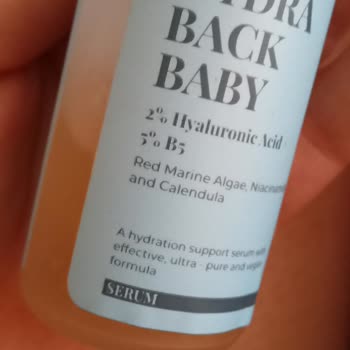 BACK
BABY
2% Hyaluronic Acid
5% B5
Red Marine Algae,
and Calendula
A hydration support serum
effective, ultra - pure and vegan
formula
SERUM